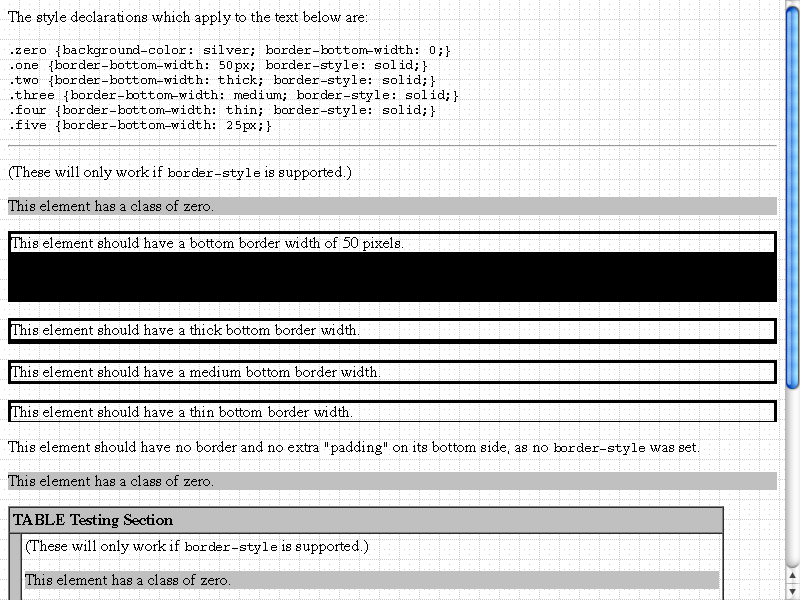 The style declarations which apply to the text below are:
.zero {background-color: silver; border-bottom-width: 0;}
.one {border-bottom-width: 50px; border-style: solid;}
.two {border-bottom-width: thick; border-style: solid;}
.three {border-bottom-width: medium; border-style: solid;}
.four {border-bottom-width: thin; border-style: solid;}
.five {border-bottom-width: 25px;}
(These will only work if border-style is supported.)
This element has a class of zero.
This element should have a bottom border width of 50 pixels.
This element should have a thick bottom border width.
This element should have a medium bottom border width.
This element should have a thin bottom border width.
This element should have no border and no extra "padding" on its bottom side, as no border-style was set.
This element has a class of zero.
TABLE Testing Section
(These will only work if border-style is supported.)
This element has a class of zero.